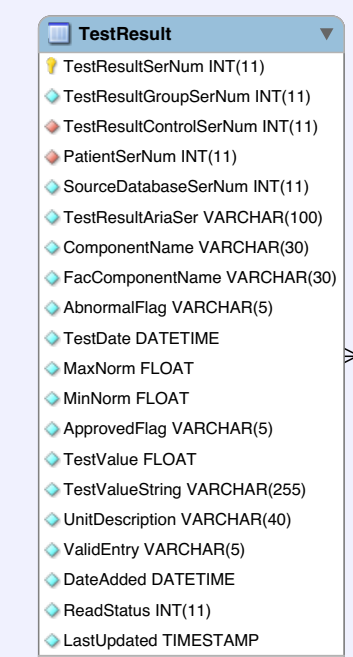 TestResult
TestResultSerNum INT(11)
TestResultGroupSerNum INT(11)
TestResultControlSerNum INT(11)
PatientSerNum INT(11)
SourceDatabaseSerNum INT(11)
TestResultAriaSer VARCHAR(100)
ComponentName VARCHAR(30)
FacComponentName VARCHAR(30)
AbnormalFlag VARCHAR(5)
TestDate DATETIME
MaxNorm FLOAT
MinNorm FLOAT
ApprovedFlag VARCHAR(5)
TestValue FLOAT
TestValueString VARCHAR(255)
UnitDescription VARCHAR(40)
ValidEntry VARCHAR(5)
DateAdded DATETIME
ReadStatus INT(11)
LastUpdated TIMESTAMP